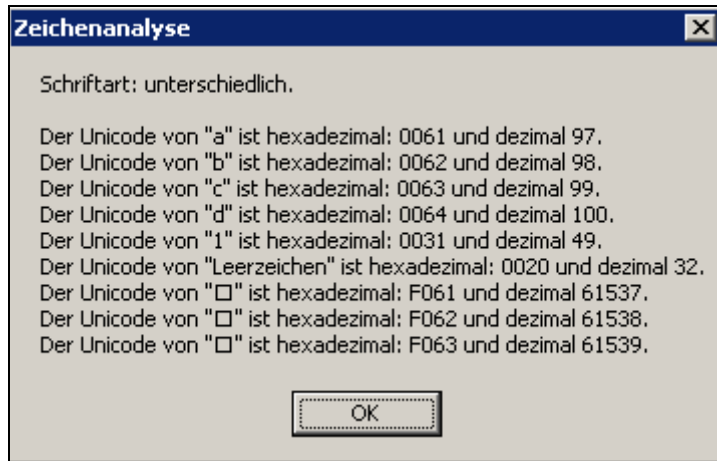 Zeichenanalyse
Schriftart: unterschiedlich.
Der Unicode von "a" ist hexadezimal: 0061 und dezimal 97.
Der Unicode von "b" ist hexadezimal: 0062 und dezimal 98.
Der Unicode von "c" ist hexadezimal: 0063 und dezimal 99.
Der Unicode von "d" ist hexadezimal: 0064 und dezimal 100.
Der Unicode von "1" ist hexadezimal: 0031 und dezimal 49.
Der Unicode von "Leerzeichen" ist hexadezimal: 0020 und dezimal 32.
Der Unicode von "□" ist hexadezimal: F061 und dezimal 61537.
Der Unicode von "□" ist hexadezimal: F062 und dezimal 61538.
Der Unicode von "□" ist hexadezimal: F063 und dezimal 61539.
OK